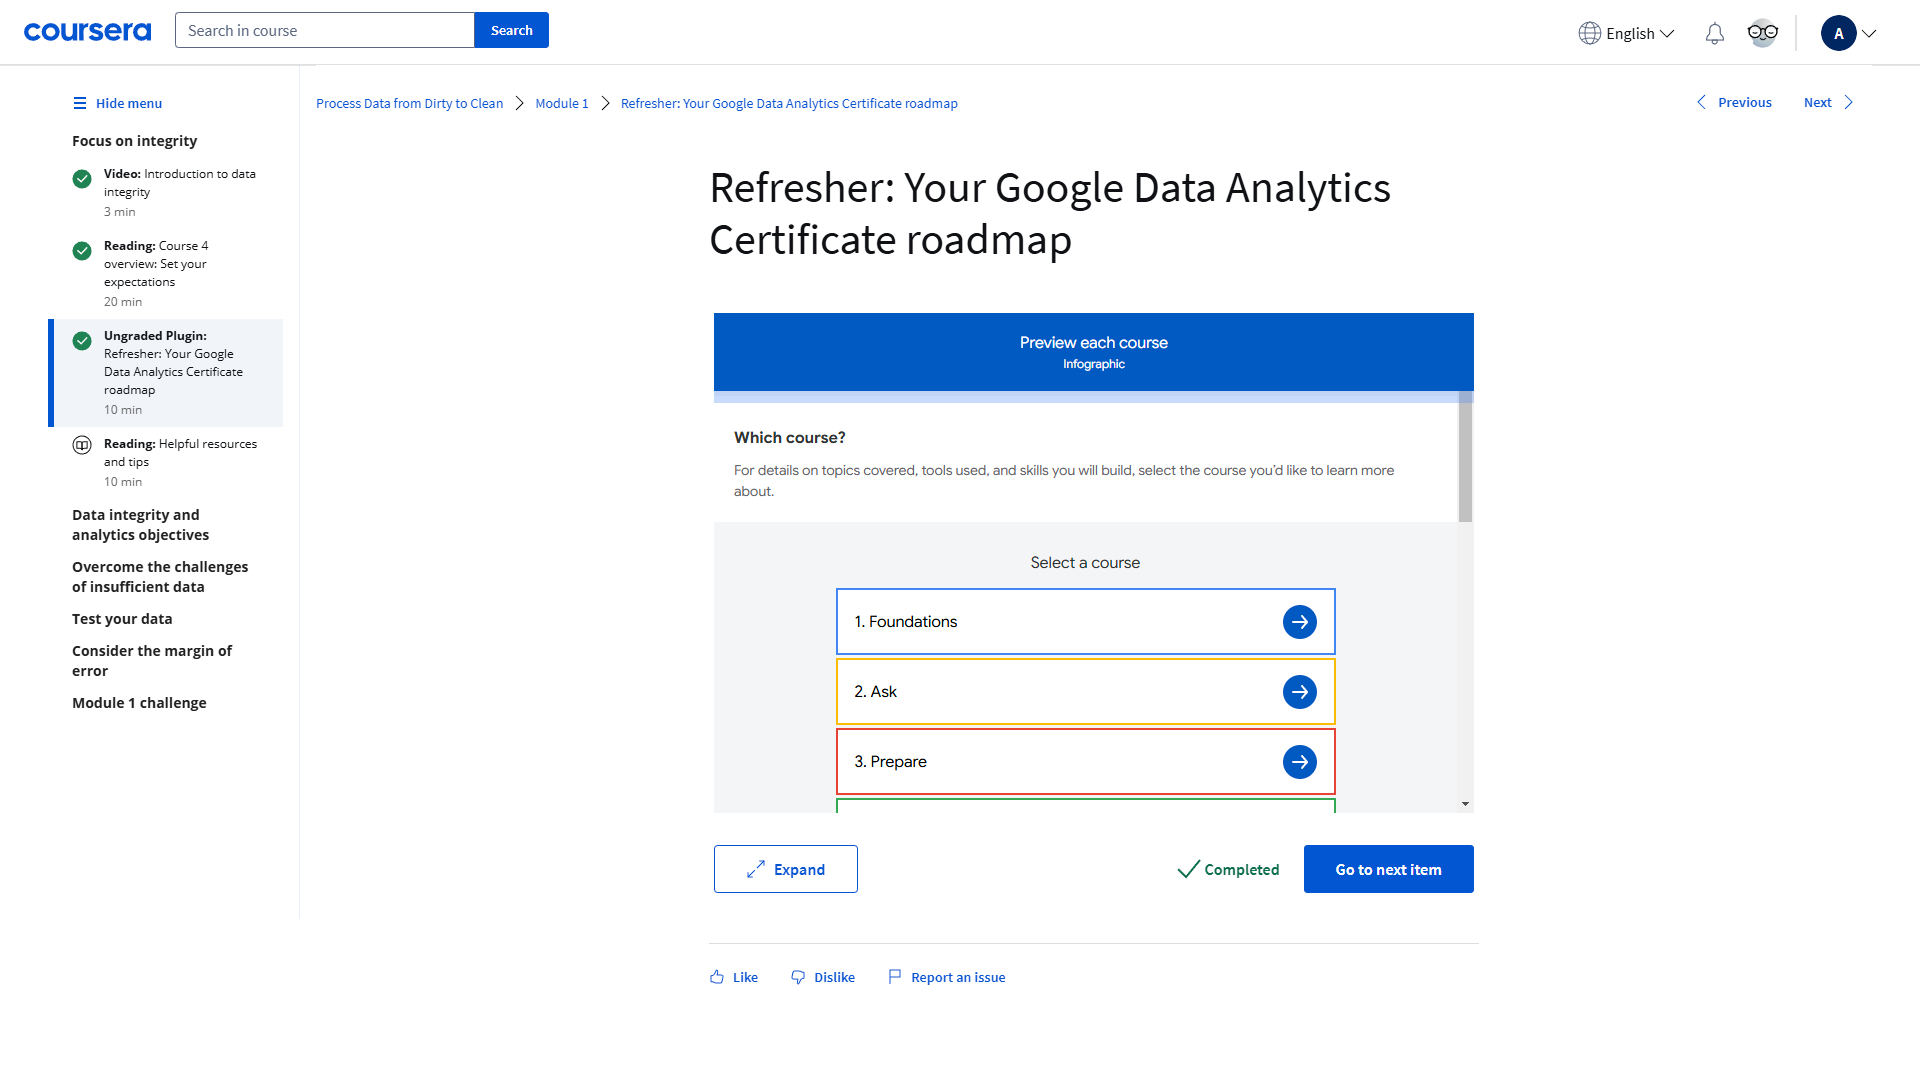 coursera
Search in course
Search
English
A
Hide menu
Focus on integrity
Video: Introduction to data
integrity
3 min
Reading: Course 4
overview: Set your
expectations
20 min
Ungraded Plugin:
Refresher: Your Google
Data Analytics Certificate
roadmap
10 min
Reading: Helpful resources
and tips
10 min
Data integrity and
analytics objectives
Overcome the challenges
of insufficient data
Test your data
Consider the margin of
error
Module 1 challenge
Process Data from Dirty to Clean
Module 1
Refresher: Your Google Data Analytics Certificate roadmap
Previous
Next
Refresher: Your Google Data Analytics
Certificate roadmap
Preview each course
Infographic
Which course?
For details on topics covered, tools used, and skills you will build, select the course you'd like to learn more
about.
Select a course
1. Foundations
2. Ask
3. Prepare
Expand
Completed
Go to next item
Like
Dislike
Report an issue